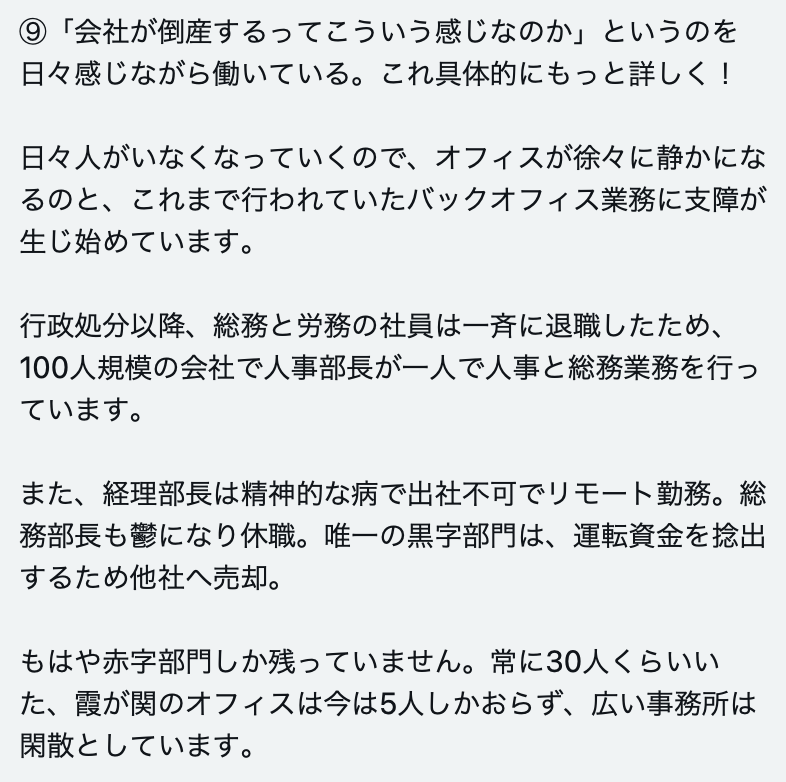 ⑨「会社が倒産するってこういう感じなのか」というのを
日々感じながら働いている。これ具体的にもっと詳しく！
日々人がいなくなっていくので、オフィスが徐々に静かにな
るのと、これまで行われていたバックオフィス業務に支障が
生じ始めています。
行政処分以降、総務と労務の社員は一斉に退職したため、
100人規模の会社で人事部長が一人で人事と総務業務を行っ
ています。
また、経理部長は精神的な病で出社不可でリモート勤務。総
務部長も鬱になり休職。唯一の黒字部門は、運転資金を捻出
するため他社へ売却。
もはや赤字部門しか残っていません。常に30人くらいい
た、霞が関のオフィスは今は5人しかおらず、広い事務所は
閑散としています。